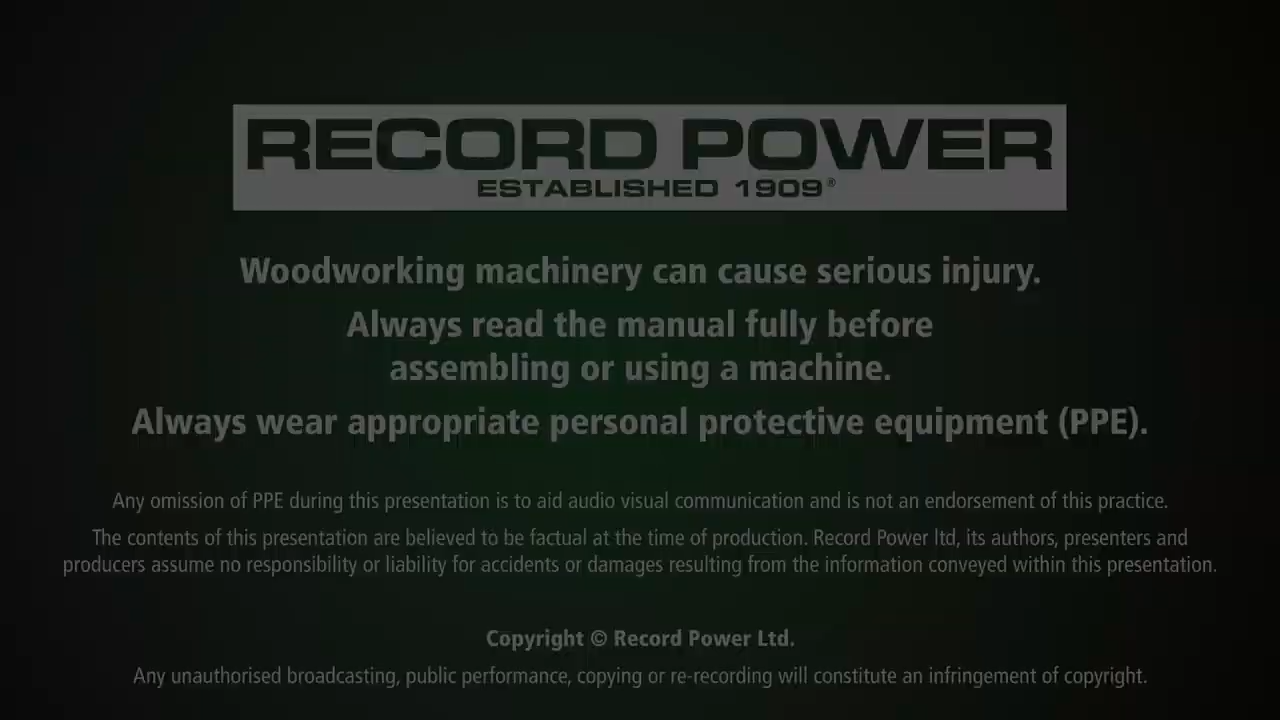 RECORD POWER
ESTABLISHED 1909®
Woodworking machinery can cause serious injury.
Always read the manual fully before
assembling or using a machine.
Always wear appropriate personal protective equipment (PPE).
Any omission of PPE during this presentation is to aid audio visual communication and is not an endorsement of this practice.
The contents of this presentation are believed to be factual at the time of production. Record Power ltd, its authors, presenters and
producers assume no responsibility or liability for accidents or damages resulting from the information conveyed within this presentation.
Copyright © Record Power Ltd.
Any unauthorised broadcasting, public performance, copying or re-recording will constitute an infringement of copyright.